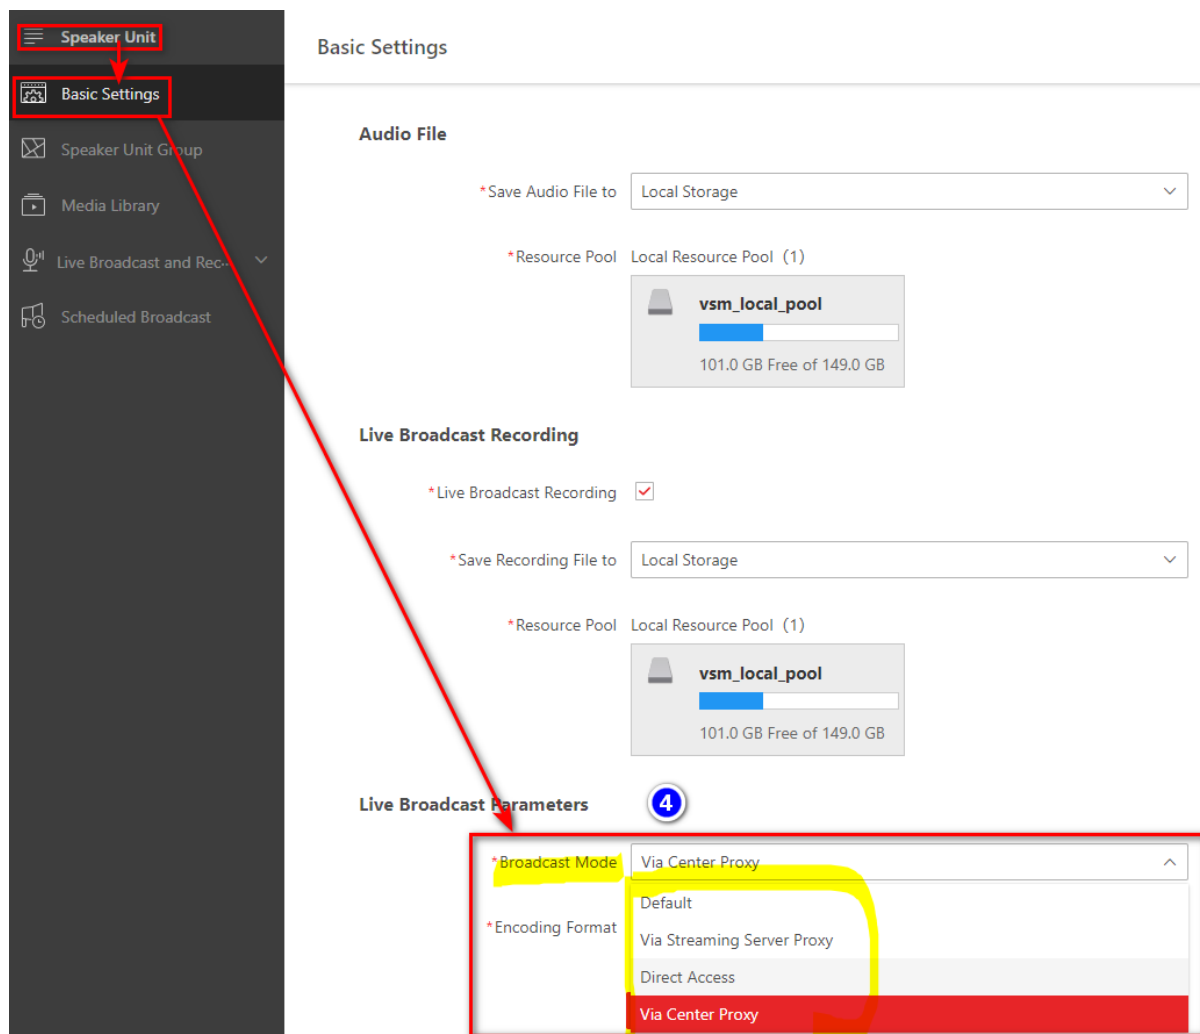 Speaker Unit
Basic Settings
Speaker Unit Group
Media Library
Live Broadcast and Rec...
Scheduled Broadcast
Basic Settings
Audio File
*Save Audio File to Local Storage
*Resource Pool Local Resource Pool (1)
vsm_local_pool
101.0 GB Free of 149.0 GB
Live Broadcast Recording
*Live Broadcast Recording
*Save Recording File to Local Storage
*Resource Pool Local Resource Pool (1)
vsm_local_pool
101.0 GB Free of 149.0 GB
Live Broadcast Parameters 4
*Broadcast Mode Via Center Proxy
Default
*Encoding Format
Via Streaming Server Proxy
Direct Access
Via Center Proxy